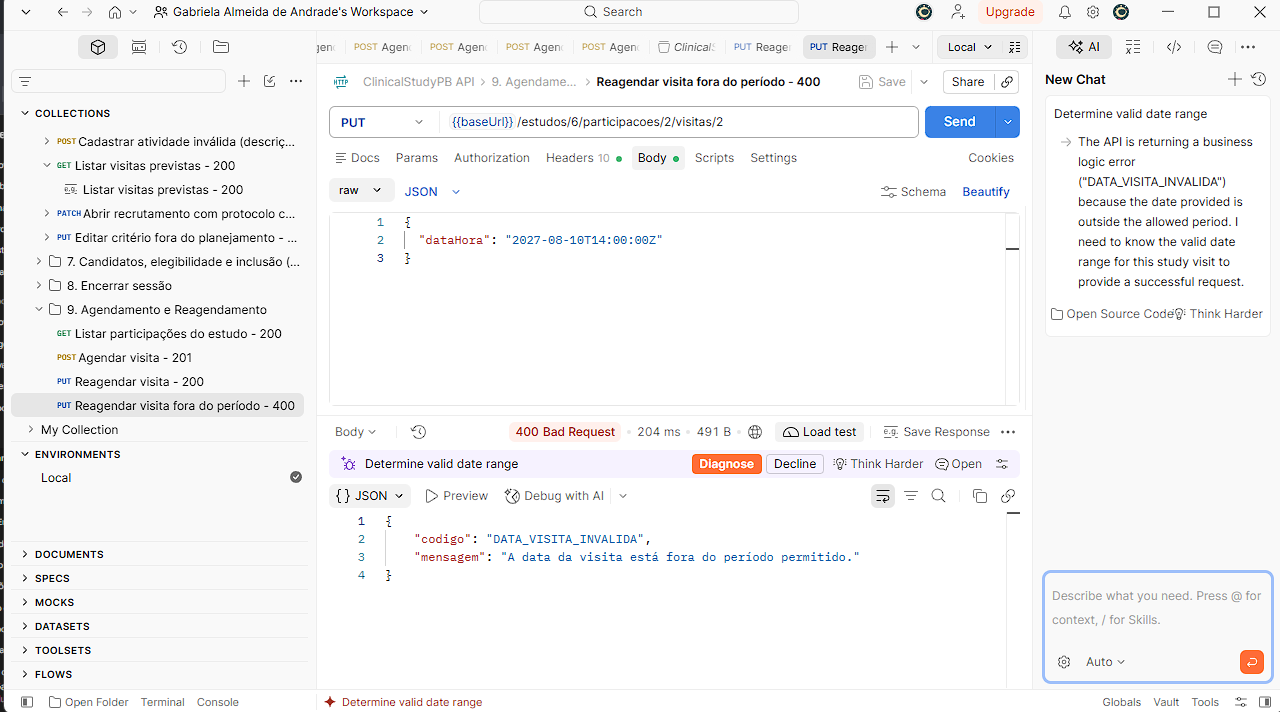 Gabriela Almeida de Andrade's Workspace
Search
Upgrade
POST Agen
POST Agen
POST Agen
POST Agen
ClinicalS
PUT Reage
PUT Reage
Local
AI
ClinicalStudyPB API > 9. Agendame... > Reagendar visita fora do período - 400
Save
Share
New Chat
COLLECTIONS
POST Cadastrar atividade inválida (descriç...
GET Listar visitas previstas - 200
e.g. Listar visitas previstas - 200
PATCH Abrir recrutamento com protocolo c...
PUT Editar critério fora do planejamento - ...
7. Candidatos, elegibilidade e inclusão (...
8. Encerrar sessão
9. Agendamento e Reagendamento
GET Listar participações do estudo - 200
POST Agendar visita - 201
PUT Reagendar visita - 200
PUT Reagendar visita fora do período - 400
My Collection
ENVIRONMENTS
Local
DOCUMENTS
SPECS
MOCKS
DATASETS
TOOLSETS
FLOWS
PUT
{{baseUrl}} /estudos/6/participacoes/2/visitas/2
Send
Docs Params Authorization Headers 10 Body Scripts Settings Cookies
raw JSON Schema Beautify
1 {
2 "dataHora": "2027-08-10T14:00:00Z"
3 }
Body 400 Bad Request • 204 ms • 491 B • Load test e.g. Save Response
Determine valid date range Diagnose Decline Think Harder Open
{} JSON Preview Debug with AI
1 {
2 "codigo": "DATA_VISITA_INVALIDA",
3 "mensagem": "A data da visita está fora do período permitido."
4 }
Determine valid date range
The API is returning a business
logic error
("DATA_VISITA_INVALIDA")
because the date provided is
outside the allowed period. I
need to know the valid date
range for this study visit to
provide a successful request.
Open Source Code Think Harder
Describe what you need. Press @ for
context, / for Skills.
Auto
Open Folder Terminal Console
Determine valid date range
Globals Vault Tools